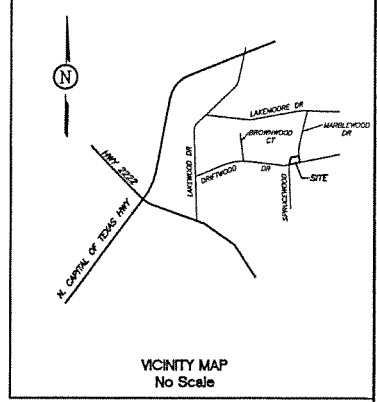 N
LAKEMOORE DR
MARBLEWOOD
DR
BROWNWOOD
CT
HWY 2222
LAKEWOOD DR
DRIFTWOOD DR
SPRUCEWOOD
SITE
N. CAPITAL OF TEXAS HWY
VICINITY MAP
No Scale